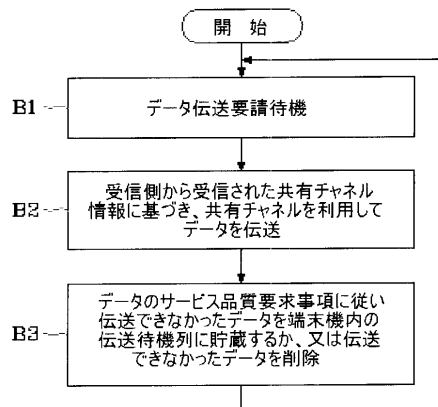 開 始
B1
データ伝送要請待機
B2
受信側から受信された共有チャネル
情報に基づき、共有チャネルを利用して
データを伝送
B3
データのサービス品質要求事項に従い
伝送できなかったデータを端末機内の
伝送待機列に貯蔵するか、又は伝送
できなかったデータを削除